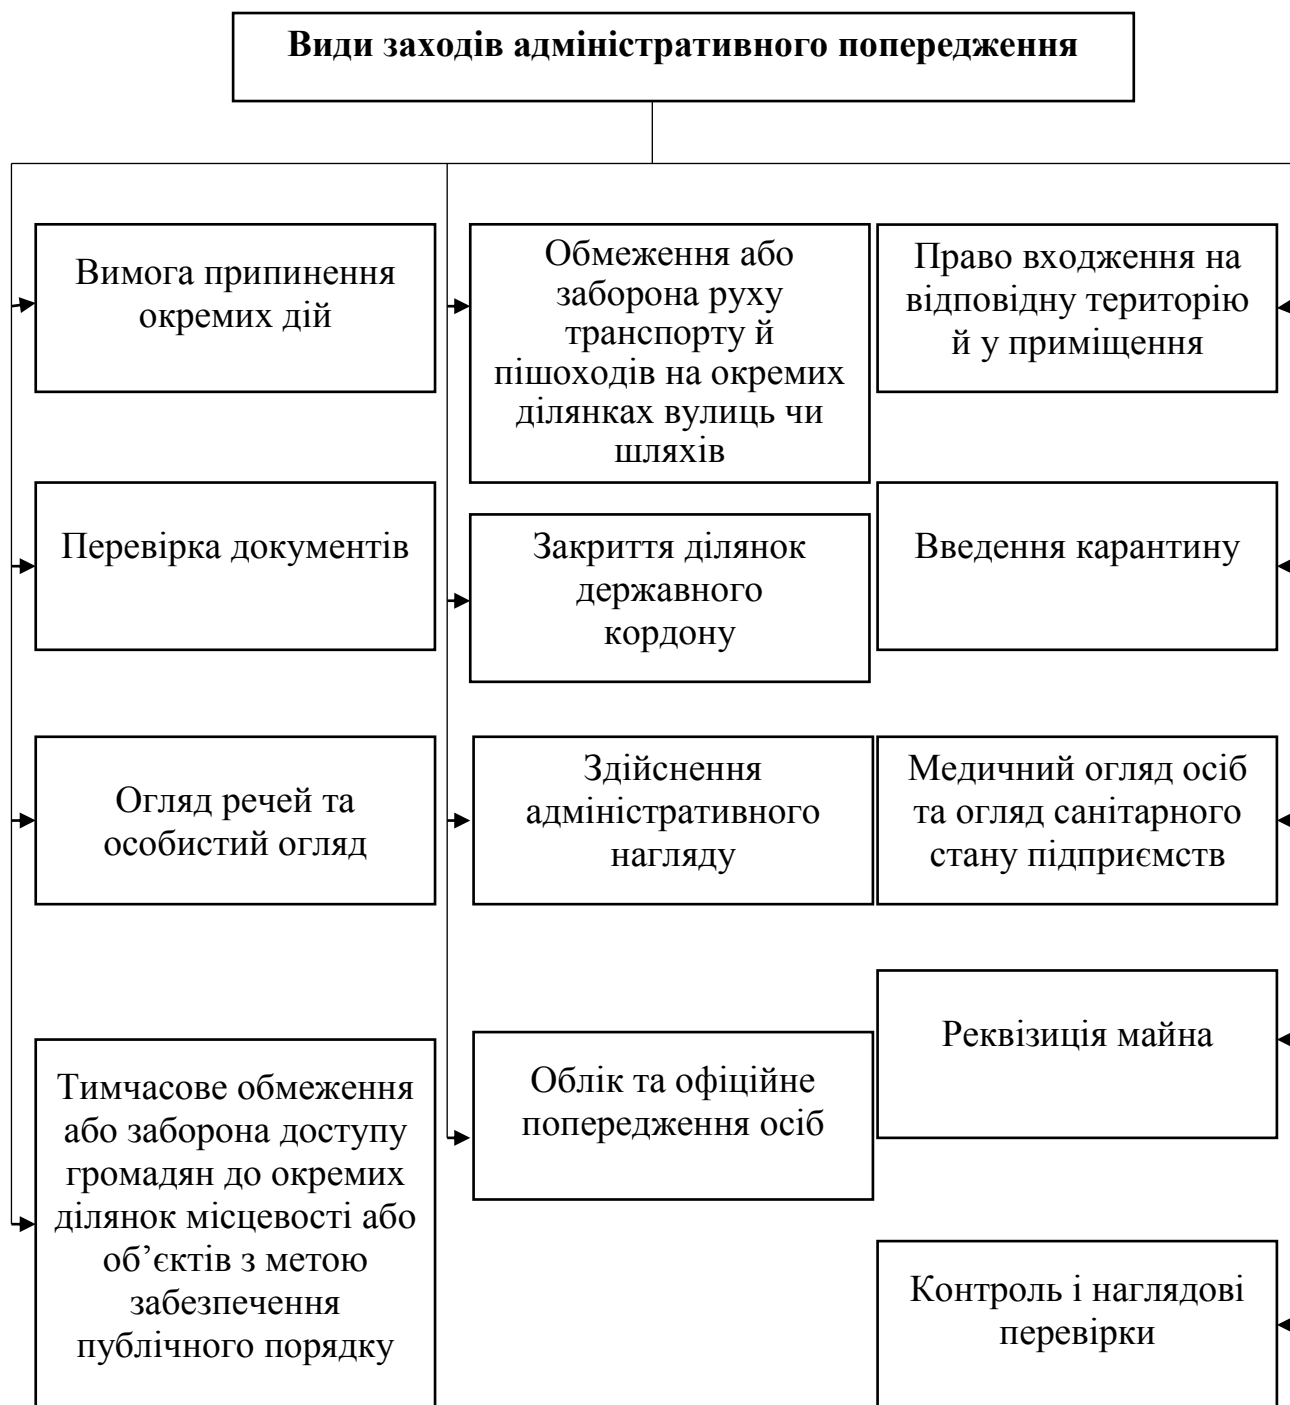 Види заходів адміністративного попередження
Вимога припинення
окремих дій
Перевірка документів
Огляд речей та
особистий огляд
Тимчасове обмеження
або заборона доступу
громадян до окремих
ділянок місцевості або
об’єктів з метою
забезпечення
публічного порядку
Обмеження або
заборона руху
транспорту й
пішоходів на окремих
ділянках вулиць чи
шляхів
Закриття ділянок
державного
кордону
Здійснення
адміністративного
нагляду
Облік та офіційне
попередження осіб
Право входження на
відповідну територію
й у приміщення
Введення карантину
Медичний огляд осіб
та огляд санітарного
стану підприємств
Реквізиція майна
Контроль і наглядові
перевірки